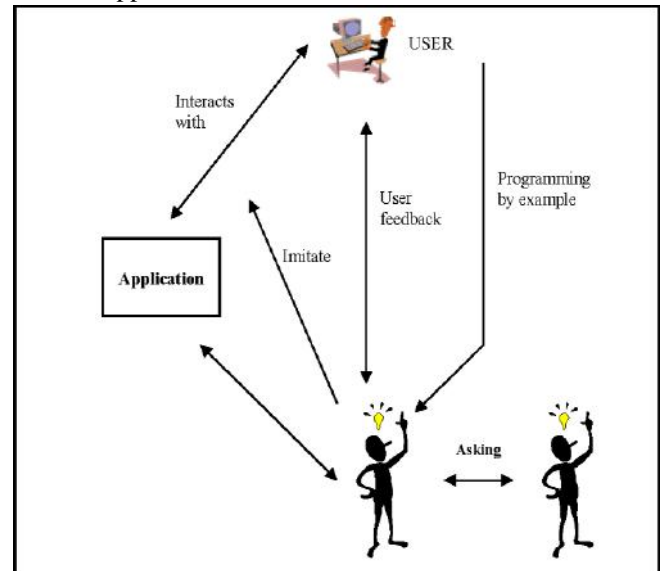 USER
Interacts
with
Programming
by example
User
feedback
Imitate
Application
Asking